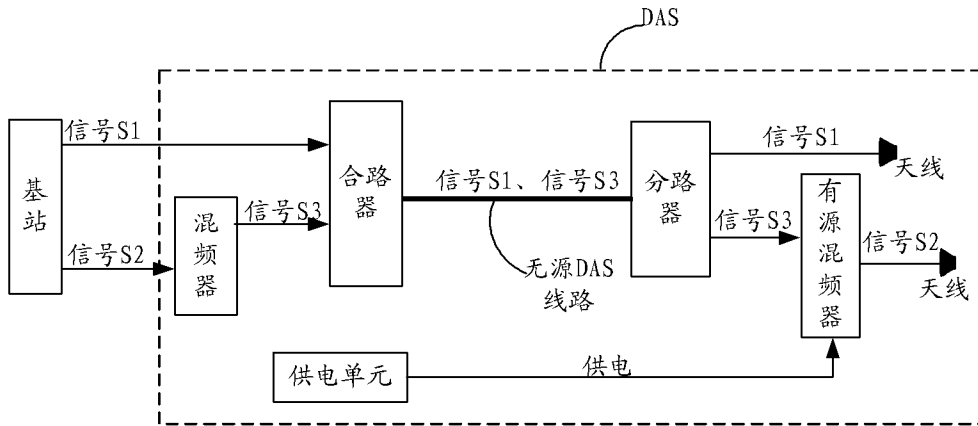 DAS
信号S1
基站
信号S2
混频器
信号S3
合路器
信号S1、信号S3
无源DAS
线路
分路器
信号S1
天线
信号S3
有源混频器
信号S2
天线
供电单元
供电